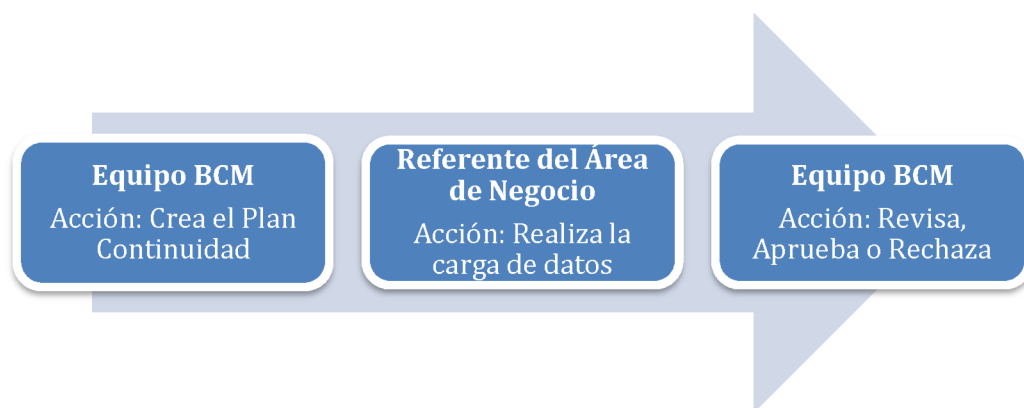 Equipo BCM
Acción: Crea el Plan
Continuidad
Referente del Área
de Negocio
Acción: Realiza la
carga de datos
Equipo BCM
Acción: Revisa,
Aprueba o Rechaza